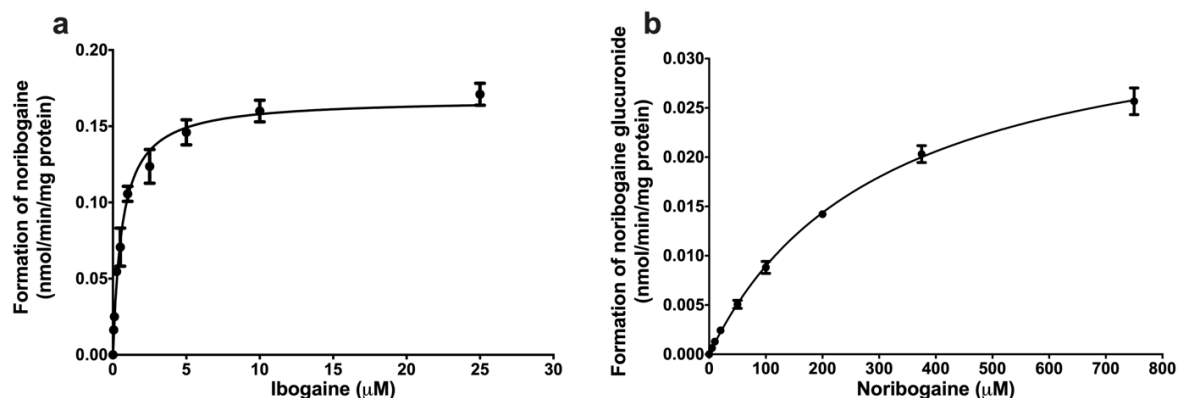 a
Formation of noribogaine
(nmol/min/mg protein)
0.20
0.15
0.10
0.05
0.00
0 5 10 15 20 25 30
Ibogaine (μM)
b
Formation of noribogaine glucuronide
(nmol/min/mg protein)
0.030
0.025
0.020
0.015
0.010
0.005
0.000
0 100 200 300 400 500 600 700 800
Noribogaine (μM)